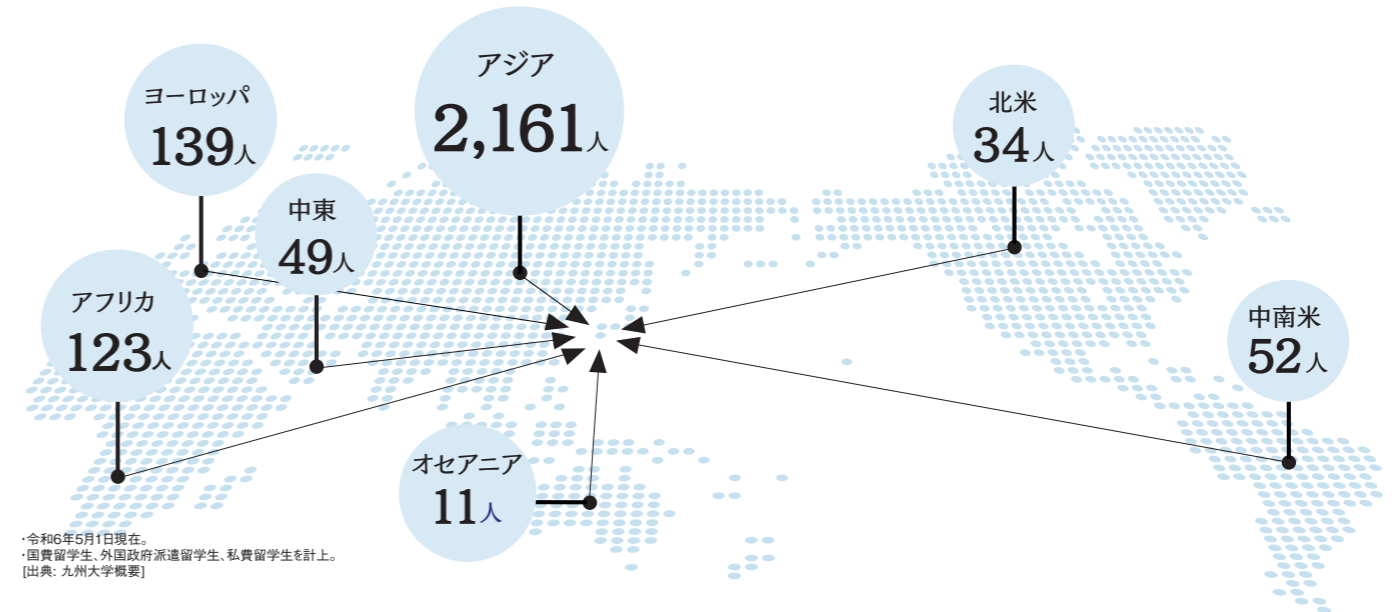 アジア
2,161人
ヨーロッパ
139人
北米
34人
中東
49人
アフリカ
123人
中南米
52人
オセアニア
11人
・令和6年5月1日現在。
・国費留学生、外国政府派遣留学生、私費留学生を計上。
[出典: 九州大学概要]